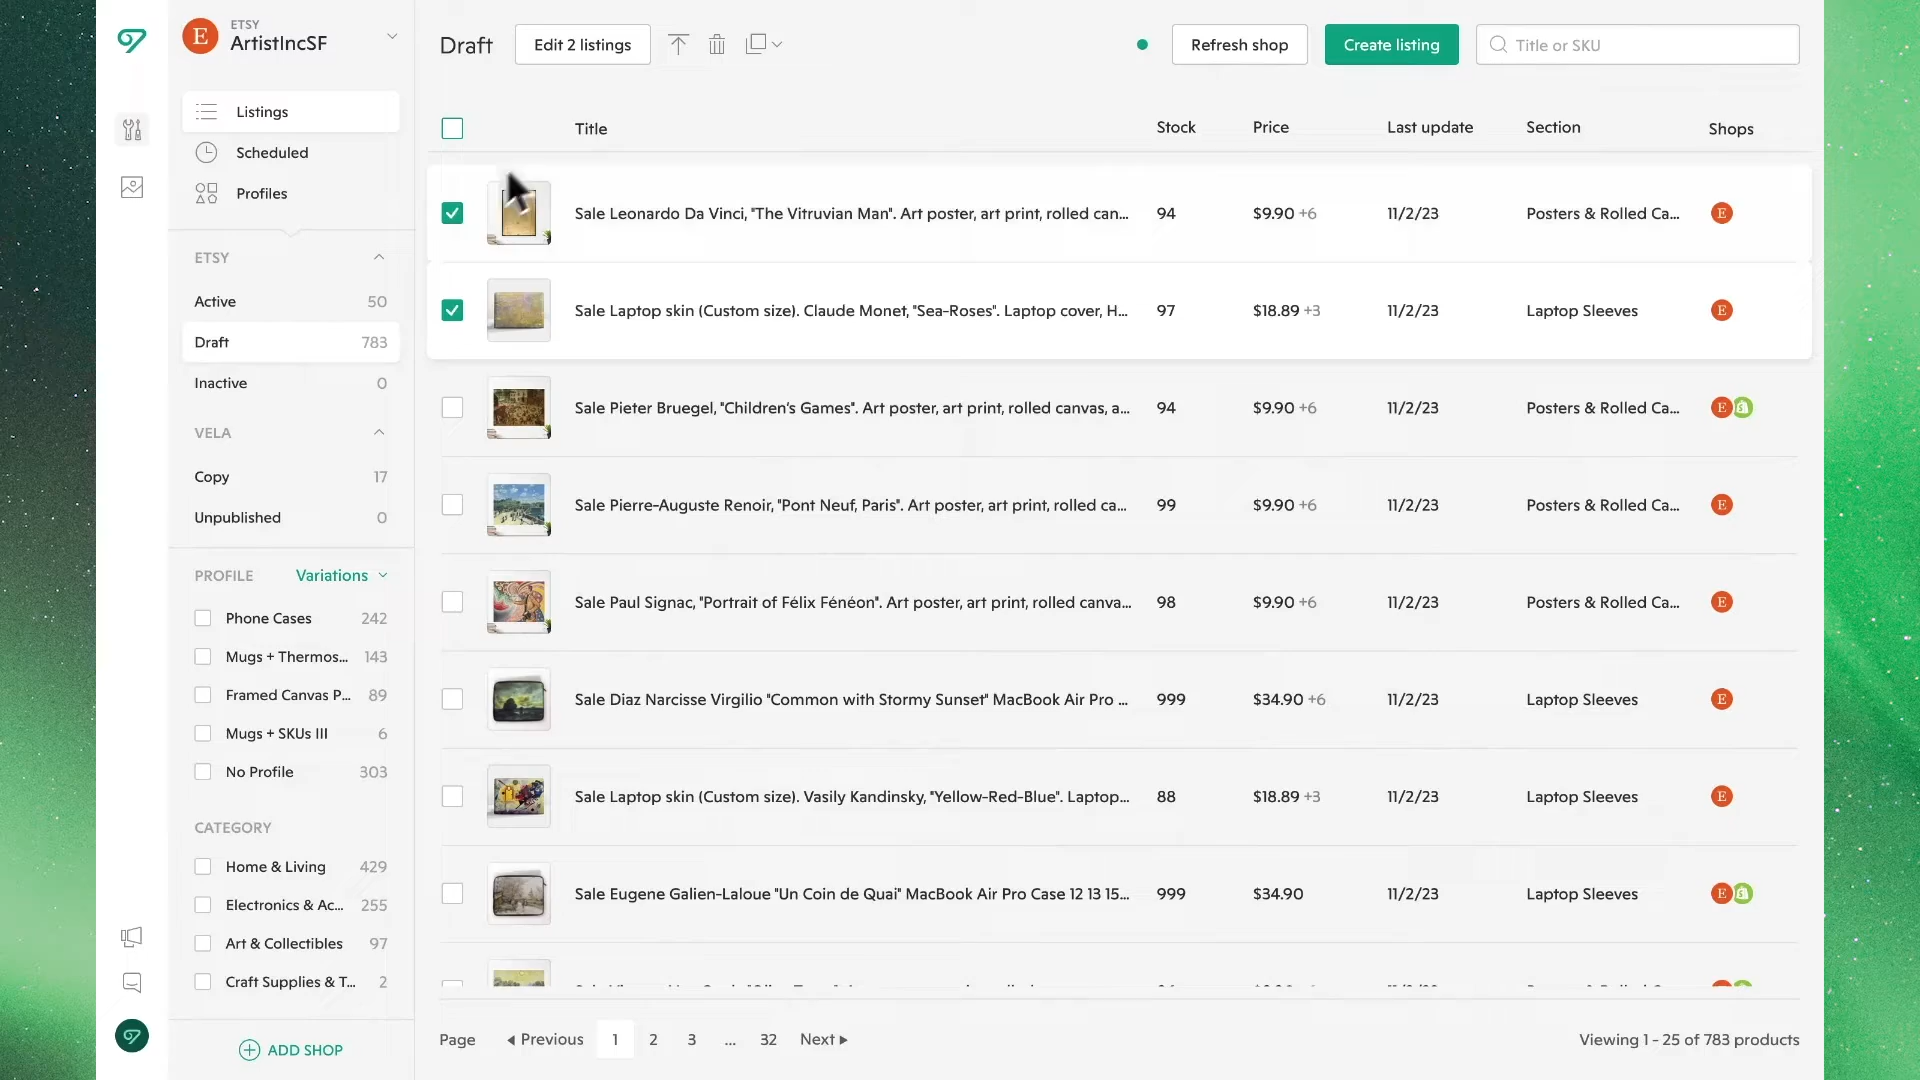 E
ETSY
ArtistIncSF
Listings
Scheduled
Profiles
ETSY
Active 50
Draft 783
Inactive 0
VELA
Copy 17
Unpublished 0
PROFILE Variations
Phone Cases 242
Mugs + Thermos... 143
Framed Canvas P... 89
Mugs + SKUs III 6
No Profile 303
CATEGORY
Home & Living 429
Electronics & Ac... 255
Art & Collectibles 97
Craft Supplies & T... 2
ADD SHOP
Draft Edit 2 listings Refresh shop Create listing Title or SKU
Title Stock Price Last update Section Shops
Sale Leonardo Da Vinci, "The Vitruvian Man". Art poster, art print, rolled can... 94 $9.90 +6 11/2/23 Posters & Rolled Ca... E
Sale Laptop skin (Custom size). Claude Monet, "Sea-Roses". Laptop cover, H... 97 $18.89 +3 11/2/23 Laptop Sleeves E
Sale Pieter Bruegel, "Children's Games". Art poster, art print, rolled canvas, a... 94 $9.90 +6 11/2/23 Posters & Rolled Ca... E
Sale Pierre-Auguste Renoir, "Pont Neuf, Paris". Art poster, art print, rolled ca... 99 $9.90 +6 11/2/23 Posters & Rolled Ca... E
Sale Paul Signac, "Portrait of Félix Fénéon". Art poster, art print, rolled canva... 98 $9.90 +6 11/2/23 Posters & Rolled Ca... E
Sale Diaz Narcisse Virgilio "Common with Stormy Sunset" MacBook Air Pro ... 999 $34.90 +6 11/2/23 Laptop Sleeves E
Sale Laptop skin (Custom size). Vasily Kandinsky, "Yellow-Red-Blue". Laptop... 88 $18.89 +3 11/2/23 Laptop Sleeves E
Sale Eugene Galien-Laloue "Un Coin de Quai" MacBook Air Pro Case 12 13 15... 999 $34.90 11/2/23 Laptop Sleeves E
Page Previous 1 2 3 ... 32 Next Viewing 1 - 25 of 783 products